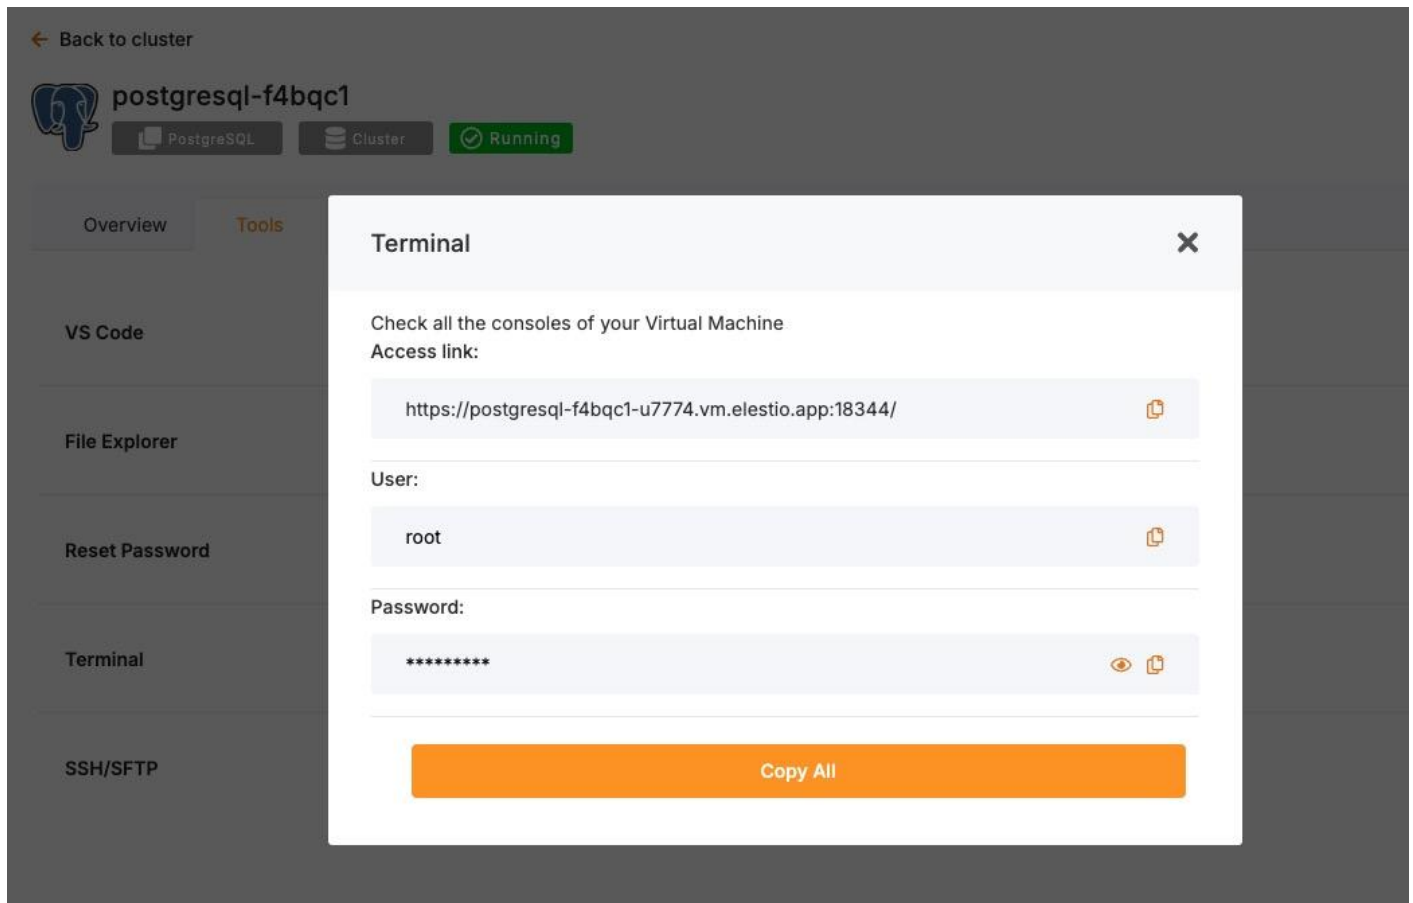 Back to cluster
postgresql-f4bqc1
PostgreSQL
Cluster
Running
Overview
Tools
VS Code
File Explorer
Reset Password
Terminal
SSH/SFTP
Terminal
Check all the consoles of your Virtual Machine
Access link:
https://postgresql-f4bqc1-u7774.vm.elestio.app:18344/
User:
root
Password:
*********
Copy All